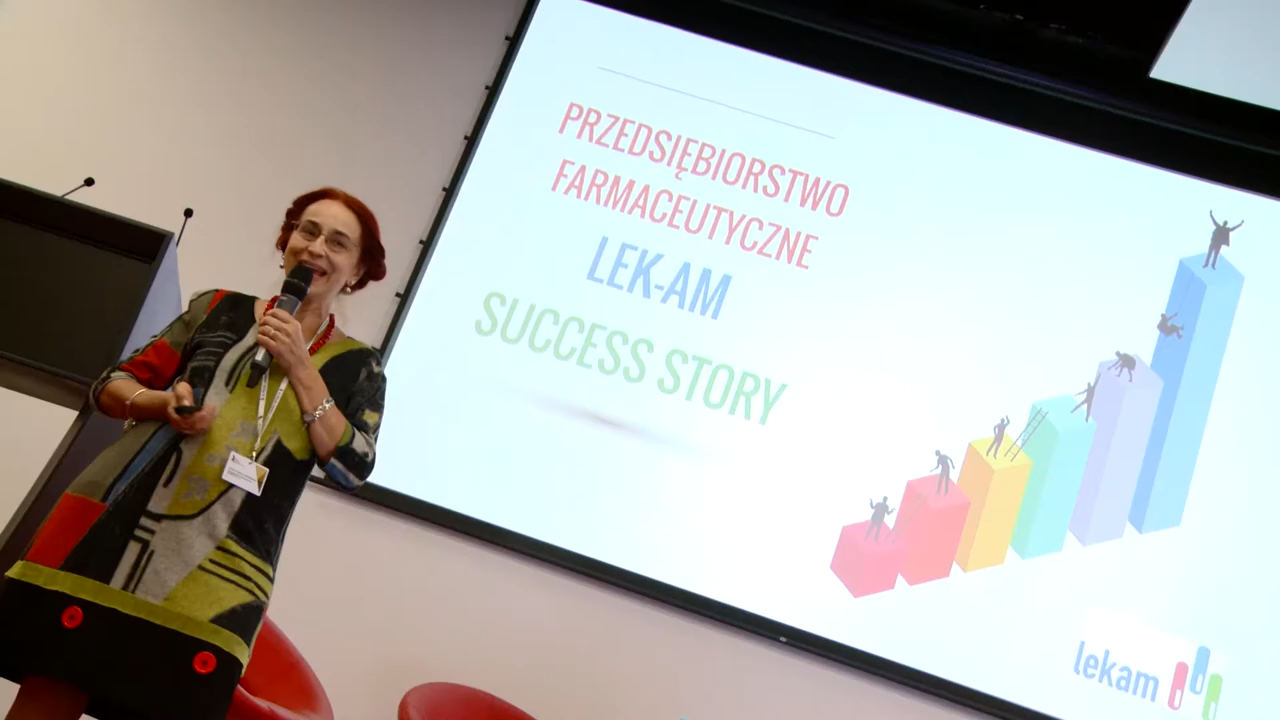 PRZEDSIĘBIORSTWO
FARMACEUTYCZNE
LEK-AM
SUCCESS STORY
lekam